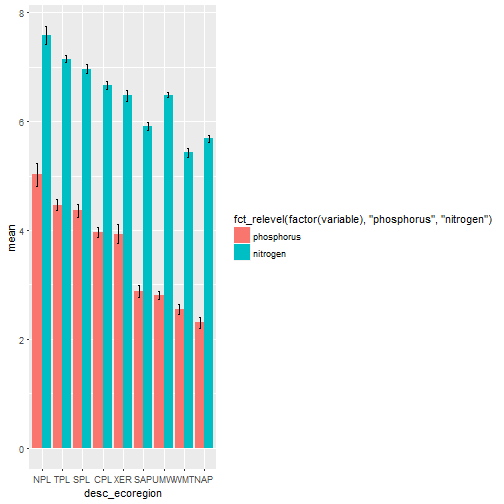 8
6
4
2
0
mean
NPL TPL SPL CPL XER SAP UMW WMT NAP
desc_ecoregion
fct_relevel(factor(variable), "phosphorus", "nitrogen")
phosphorus
nitrogen